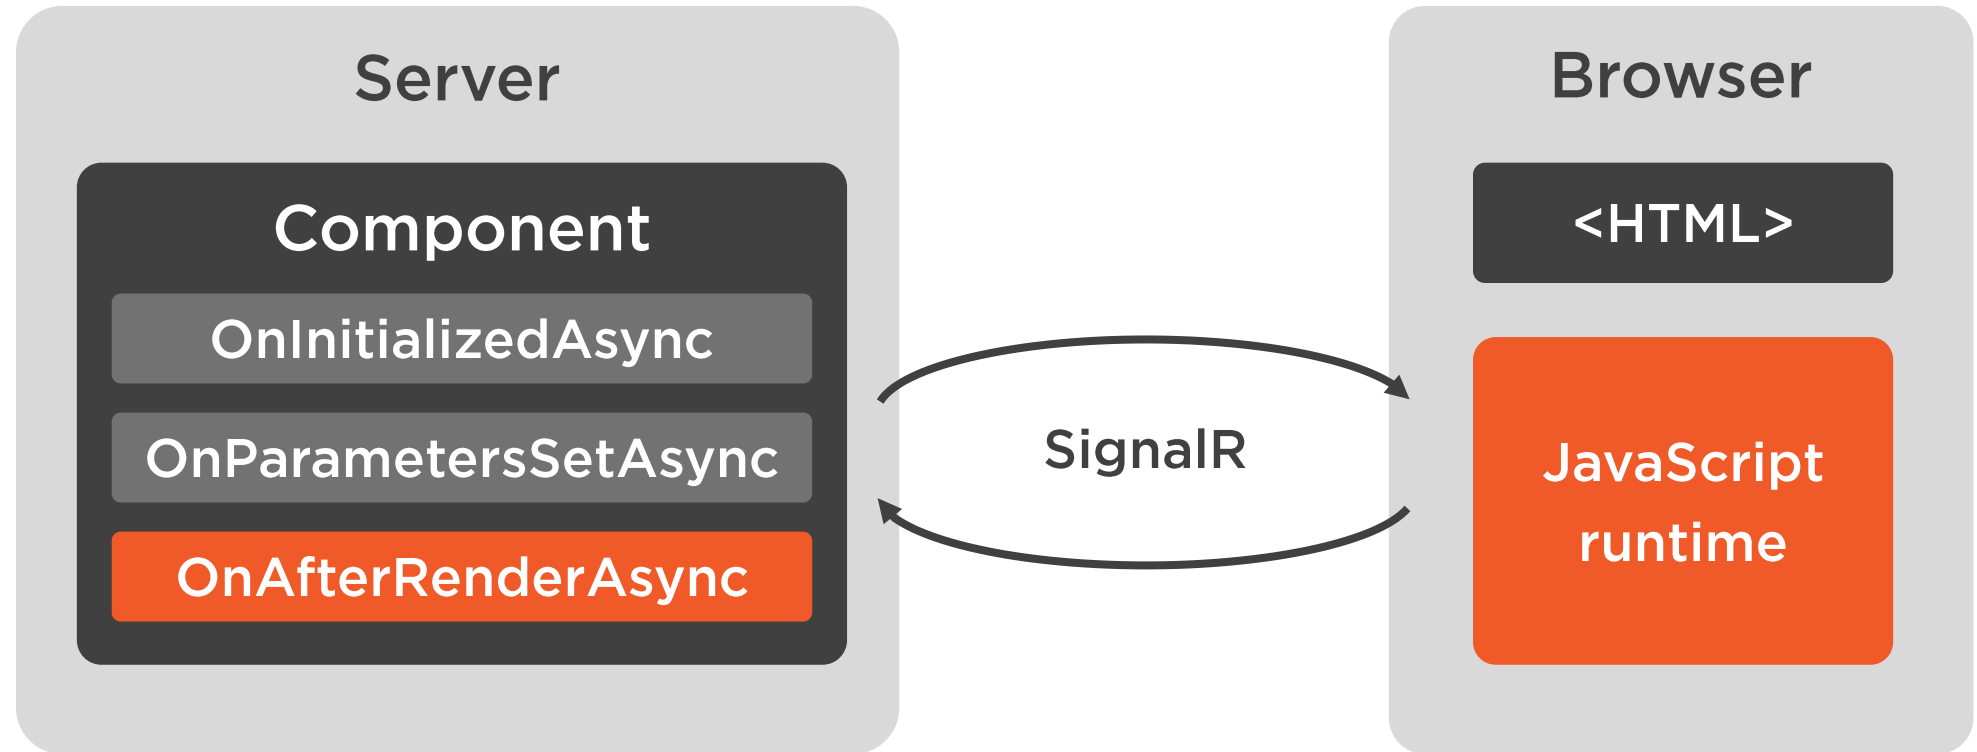 Server
Component
OnInitializedAsync
OnParametersSetAsync
OnAfterRenderAsync
SignalR
Browser
<HTML>
JavaScript
runtime